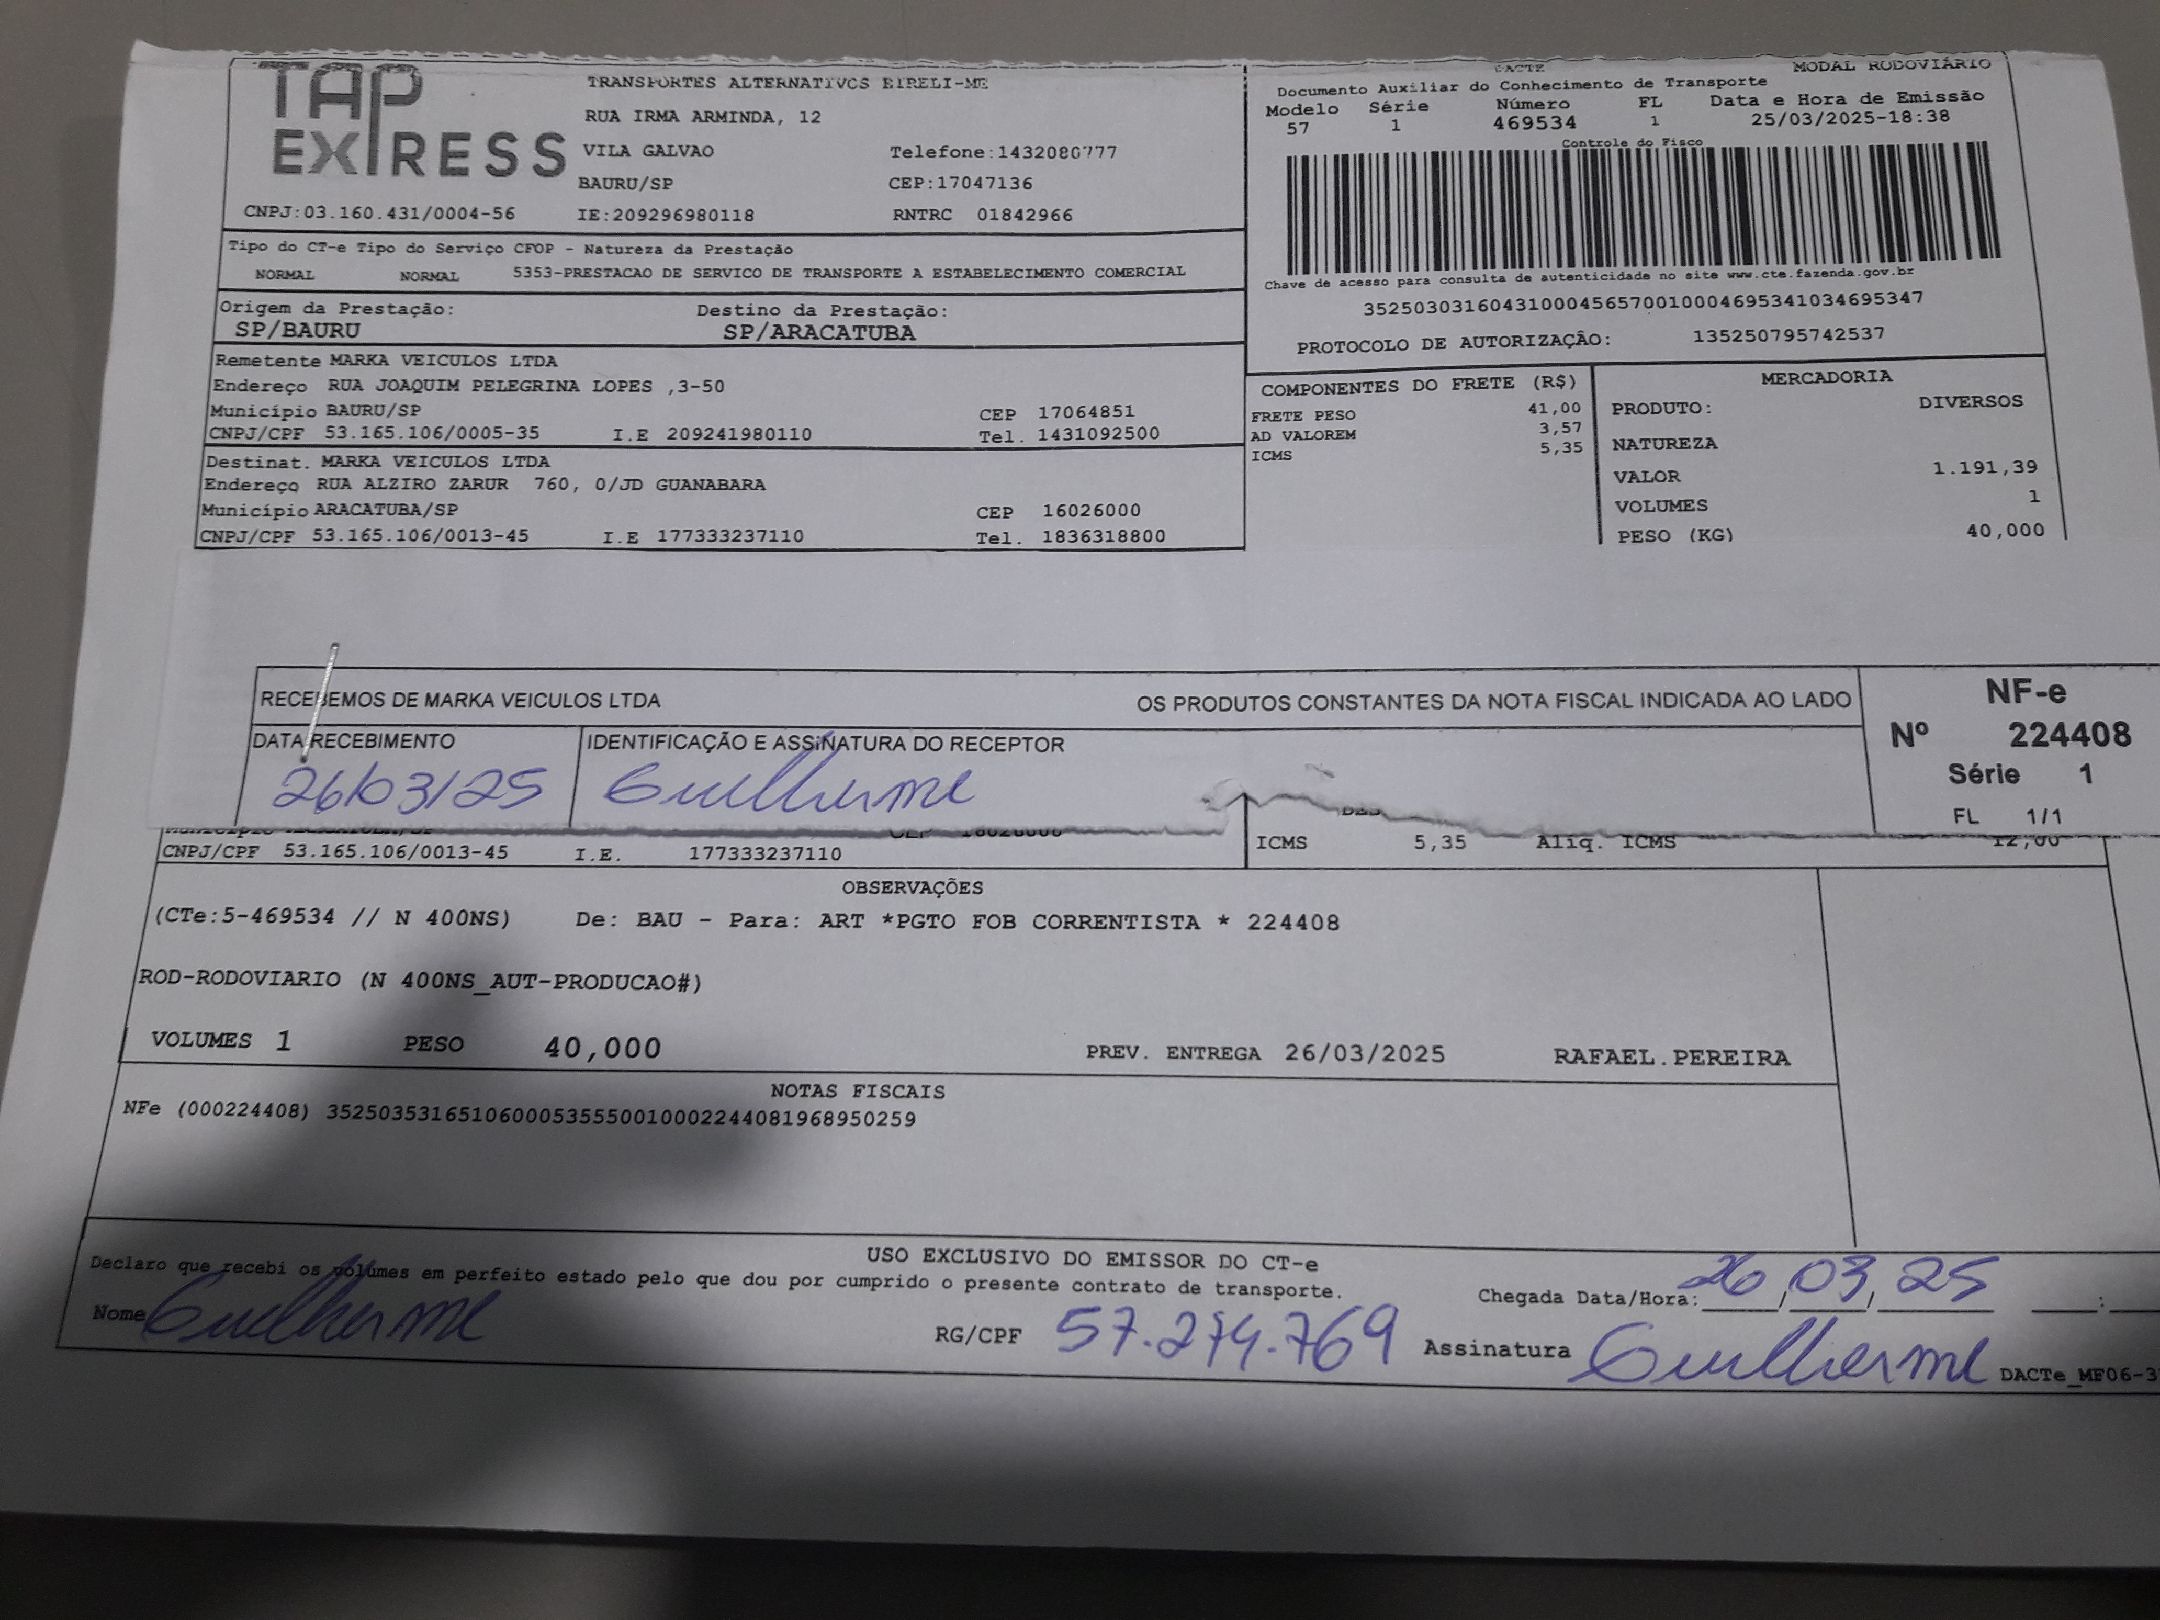 TAP EXPRESS
TRANSPORTES ALTERNATIVOS EIRELI-ME
RUA IRMA ARMINDA, 12
VILA GALVAO Telefone:1432080777
BAURU/SP CEP:17047136
CNPJ:03.160.431/0004-56 IE:209296980118 RNTRC 01842966
DACTE MODAL RODOVIÁRIO
Documento Auxiliar do Conhecimento de Transporte
Modelo Série Número FL Data e Hora de Emissão
57 1 469534 1 25/03/2025-18:38
Controle do Fisco
Chave de acesso para consulta de autenticidade no site www.cte.fazenda.gov.br
35250303160431000456570010004695341034695347
PROTOCOLO DE AUTORIZAÇÃO: 135250795742537
Tipo do CT-e Tipo do Serviço CFOP - Natureza da Prestação
NORMAL NORMAL 5353-PRESTACAO DE SERVICO DE TRANSPORTE A ESTABELECIMENTO COMERCIAL
Origem da Prestação: Destino da Prestação:
SP/BAURU SP/ARACATUBA
Remetente MARKA VEICULOS LTDA
Endereço RUA JOAQUIM PELEGRINA LOPES ,3-50
Município BAURU/SP CEP 17064851
CNPJ/CPF 53.165.106/0005-35 I.E 209241980110 Tel. 1431092500
Destinat. MARKA VEICULOS LTDA
Endereço RUA ALZIRO ZARUR 760, 0/JD GUANABARA
Município ARACATUBA/SP CEP 16026000
CNPJ/CPF 53.165.106/0013-45 I.E 177333237110 Tel. 1836318800
COMPONENTES DO FRETE (R$)
FRETE PESO 41,00
AD VALOREM 3,57
ICMS 5,35
MERCADORIA
PRODUTO: DIVERSOS
NATUREZA
VALOR 1.191,39
VOLUMES 1
PESO (KG) 40,000
RECEBEMOS DE MARKA VEICULOS LTDA OS PRODUTOS CONSTANTES DA NOTA FISCAL INDICADA AO LADO
DATA RECEBIMENTO IDENTIFICAÇÃO E ASSINATURA DO RECEPTOR
26/03/25 Guilherme
NF-e
Nº 224408
Série 1
FL 1/1
CEP 16026000
CNPJ/CPF 53.165.106/0013-45 I.E. 177333237110
ICMS 5,35 Aliq. ICMS 12,00
OBSERVAÇÕES
(CTe:5-469534 // N 400NS) De: BAU - Para: ART *PGTO FOB CORRENTISTA * 224408
ROD-RODOVIARIO (N 400NS_AUT-PRODUCAO#)
VOLUMES 1 PESO 40,000 PREV. ENTREGA 26/03/2025 RAFAEL.PEREIRA
NOTAS FISCAIS
NFe (000224408) 35250353165106000535550010002244081968950259
USO EXCLUSIVO DO EMISSOR DO CT-e
Declaro que recebi os volumes em perfeito estado pelo que dou por cumprido o presente contrato de transporte.
Chegada Data/Hora: 26 03 25 :
Nome Guilherme RG/CPF 57.274.769 Assinatura Guilherme DACTe_MF06-3